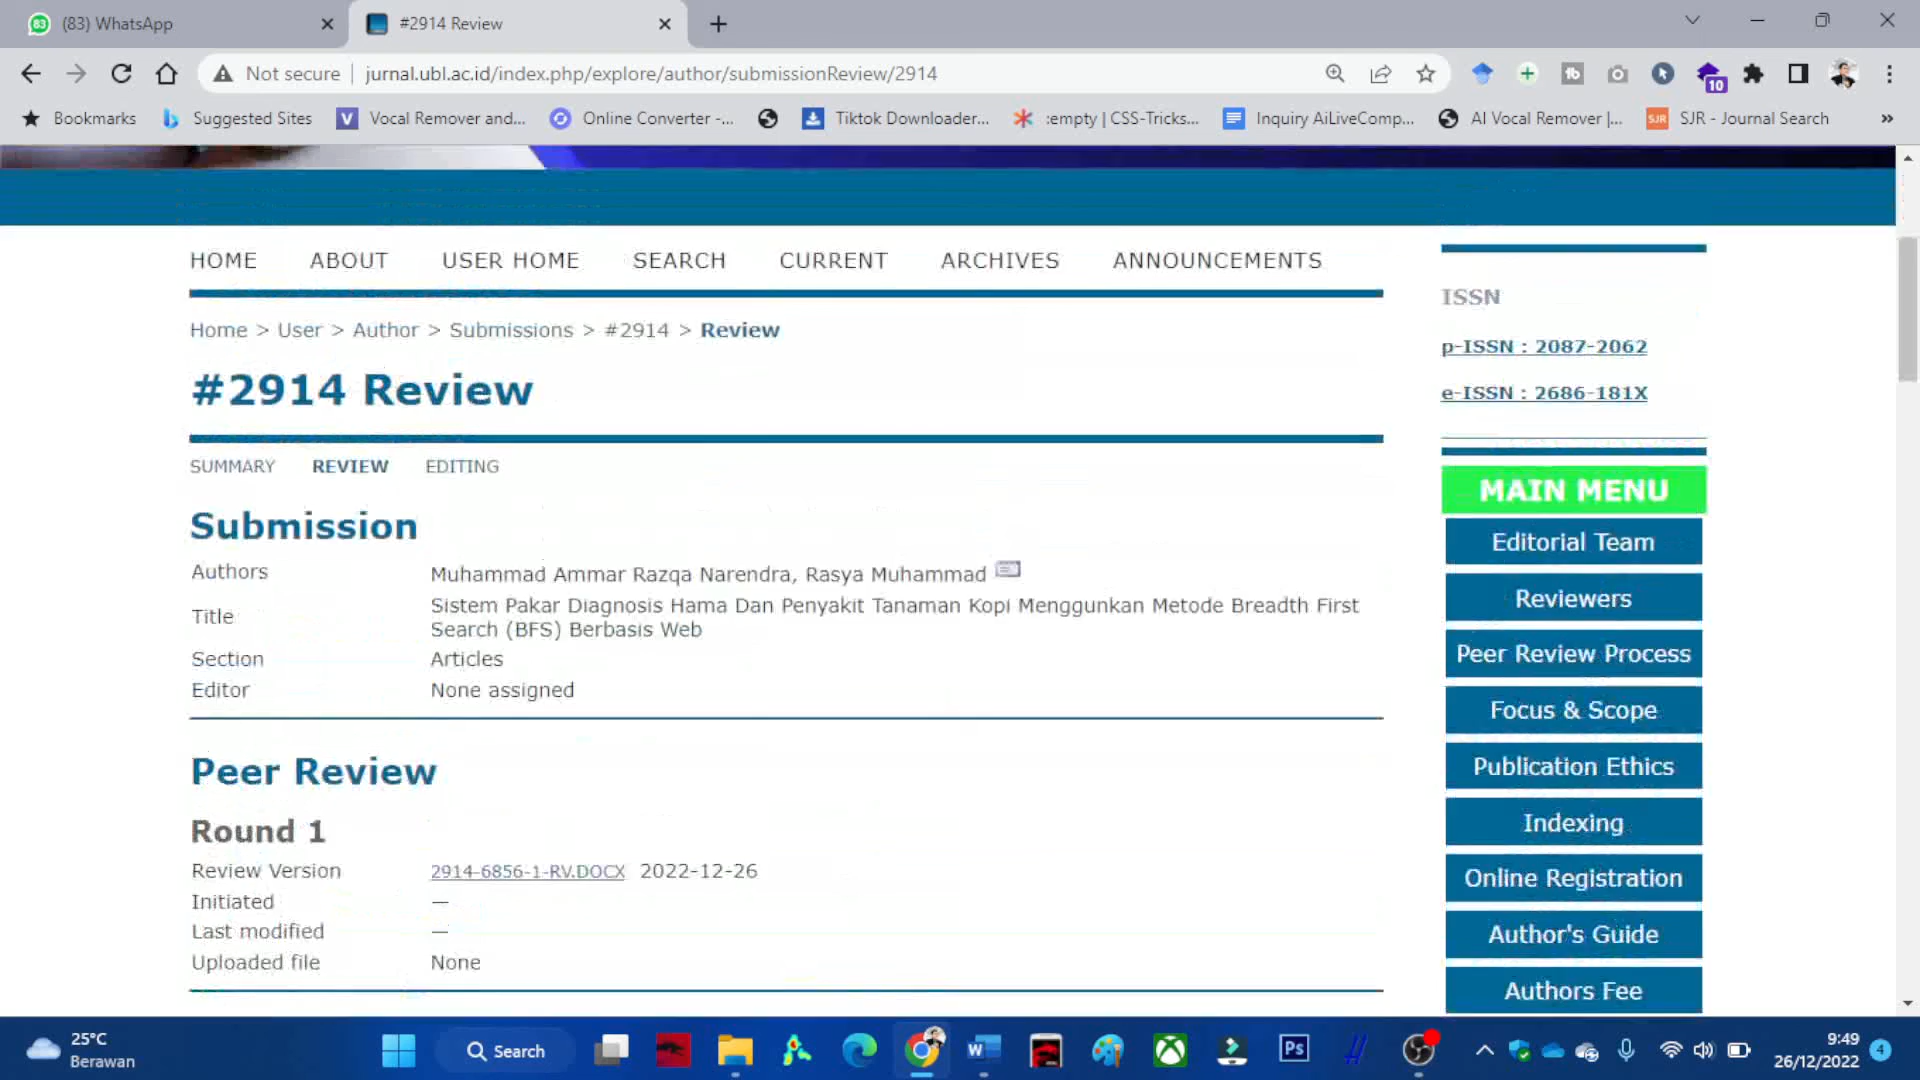 (83) WhatsApp
#2914 Review
Not secure
jurnal.ubl.ac.id/index.php/explore/author/submissionReview/2914
10
Bookmarks
Suggested Sites
Vocal Remover and...
Online Converter -...
Tiktok Downloader...
:empty | CSS-Tricks...
Inquiry AiLiveComp...
AI Vocal Remover |...
SJR - Journal Search
»
HOME
ABOUT
USER HOME
SEARCH
CURRENT
ARCHIVES
ANNOUNCEMENTS
Home > User > Author > Submissions > #2914 > Review
#2914 Review
SUMMARY
REVIEW
EDITING
Submission
Authors
Muhammad Ammar Razqa Narendra, Rasya Muhammad
Title
Sistem Pakar Diagnosis Hama Dan Penyakit Tanaman Kopi Menggunkan Metode Breadth First
Search (BFS) Berbasis Web
Section
Articles
Editor
None assigned
Peer Review
Round 1
Review Version
2914-6856-1-RV.DOCX 2022-12-26
Initiated
—
Last modified
—
Uploaded file
None
ISSN
p-ISSN : 2087-2062
e-ISSN : 2686-181X
MAIN MENU
Editorial Team
Reviewers
Peer Review Process
Focus & Scope
Publication Ethics
Indexing
Online Registration
Author's Guide
Authors Fee
25°C
Berawan
Search
9:49
26/12/2022
4